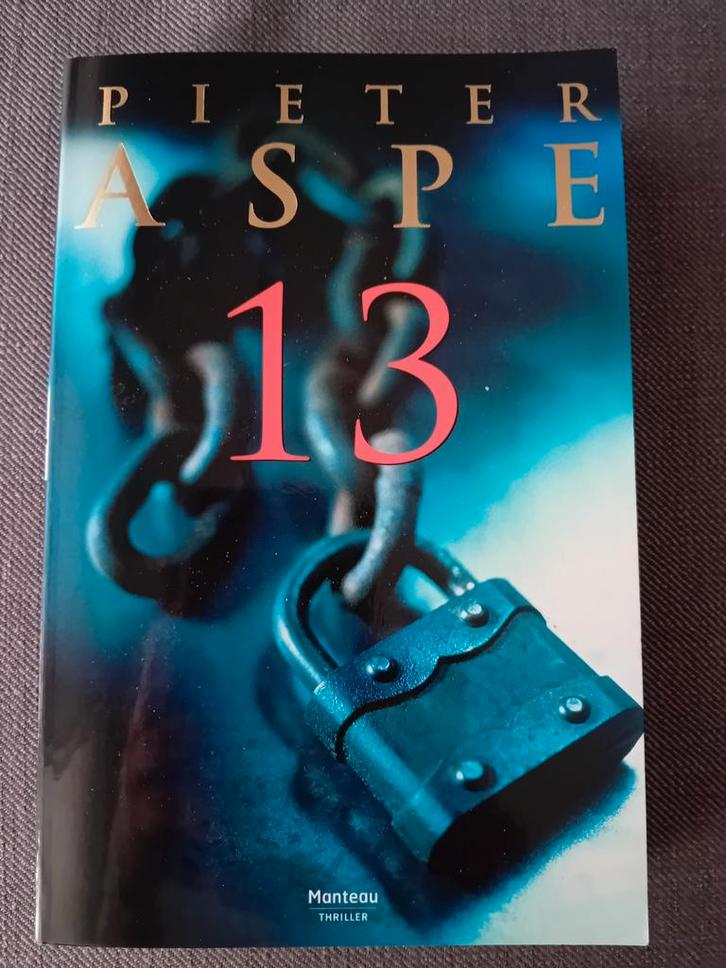 PIETER
ASPE
13
Manteau
THRILLER